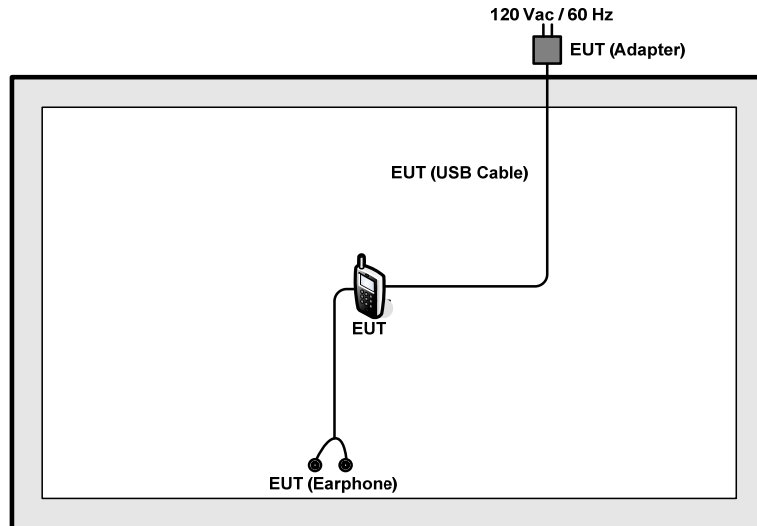 120 Vac / 60 Hz
EUT (Adapter)
EUT (USB Cable)
EUT
EUT (Earphone)